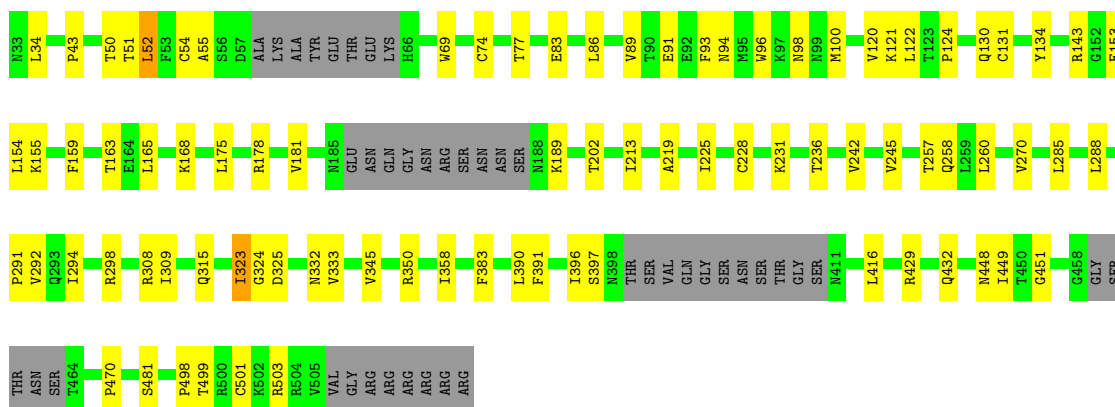 N33 L34 P43 T50 T51 L52 F53 C54 A55 S56 D57 ALA LYS ALA TYR GLU THR GLU LYS H66 W69 C74 T77 E83 L86 V89 T90 E91 E92 F93 N94 M95 W96 K97 N98 N99 M100 V120 K121 L122 T123 P124 Q130 C131 Y134 R143 G152 E153
L154 K155 F159 T163 E164 L165 K168 L175 R178 V181 N185 GLU ASN GLN GLY ASN ARG SER ASN ASN SER N188 K189 T202 I213 A219 I225 C228 K231 T236 V242 V245 T257 Q258 L259 L260 V270 L285 L288
P291 V292 Q293 I294 R298 R308 I309 Q315 I323 G324 D325 N332 V333 V345 R350 I358 F383 L390 F391 I396 S397 N398 THR SER VAL GLN GLY SER ASN SER THR GLY SER N411 L416 R429 Q432 N448 I449 T450 G451 G458 GLY SER
THR ASN SER T464 P470 S481 P498 T499 R500 C501 K502 R503 R504 V505 VAL GLY ARG ARG ARG ARG ARG ARG